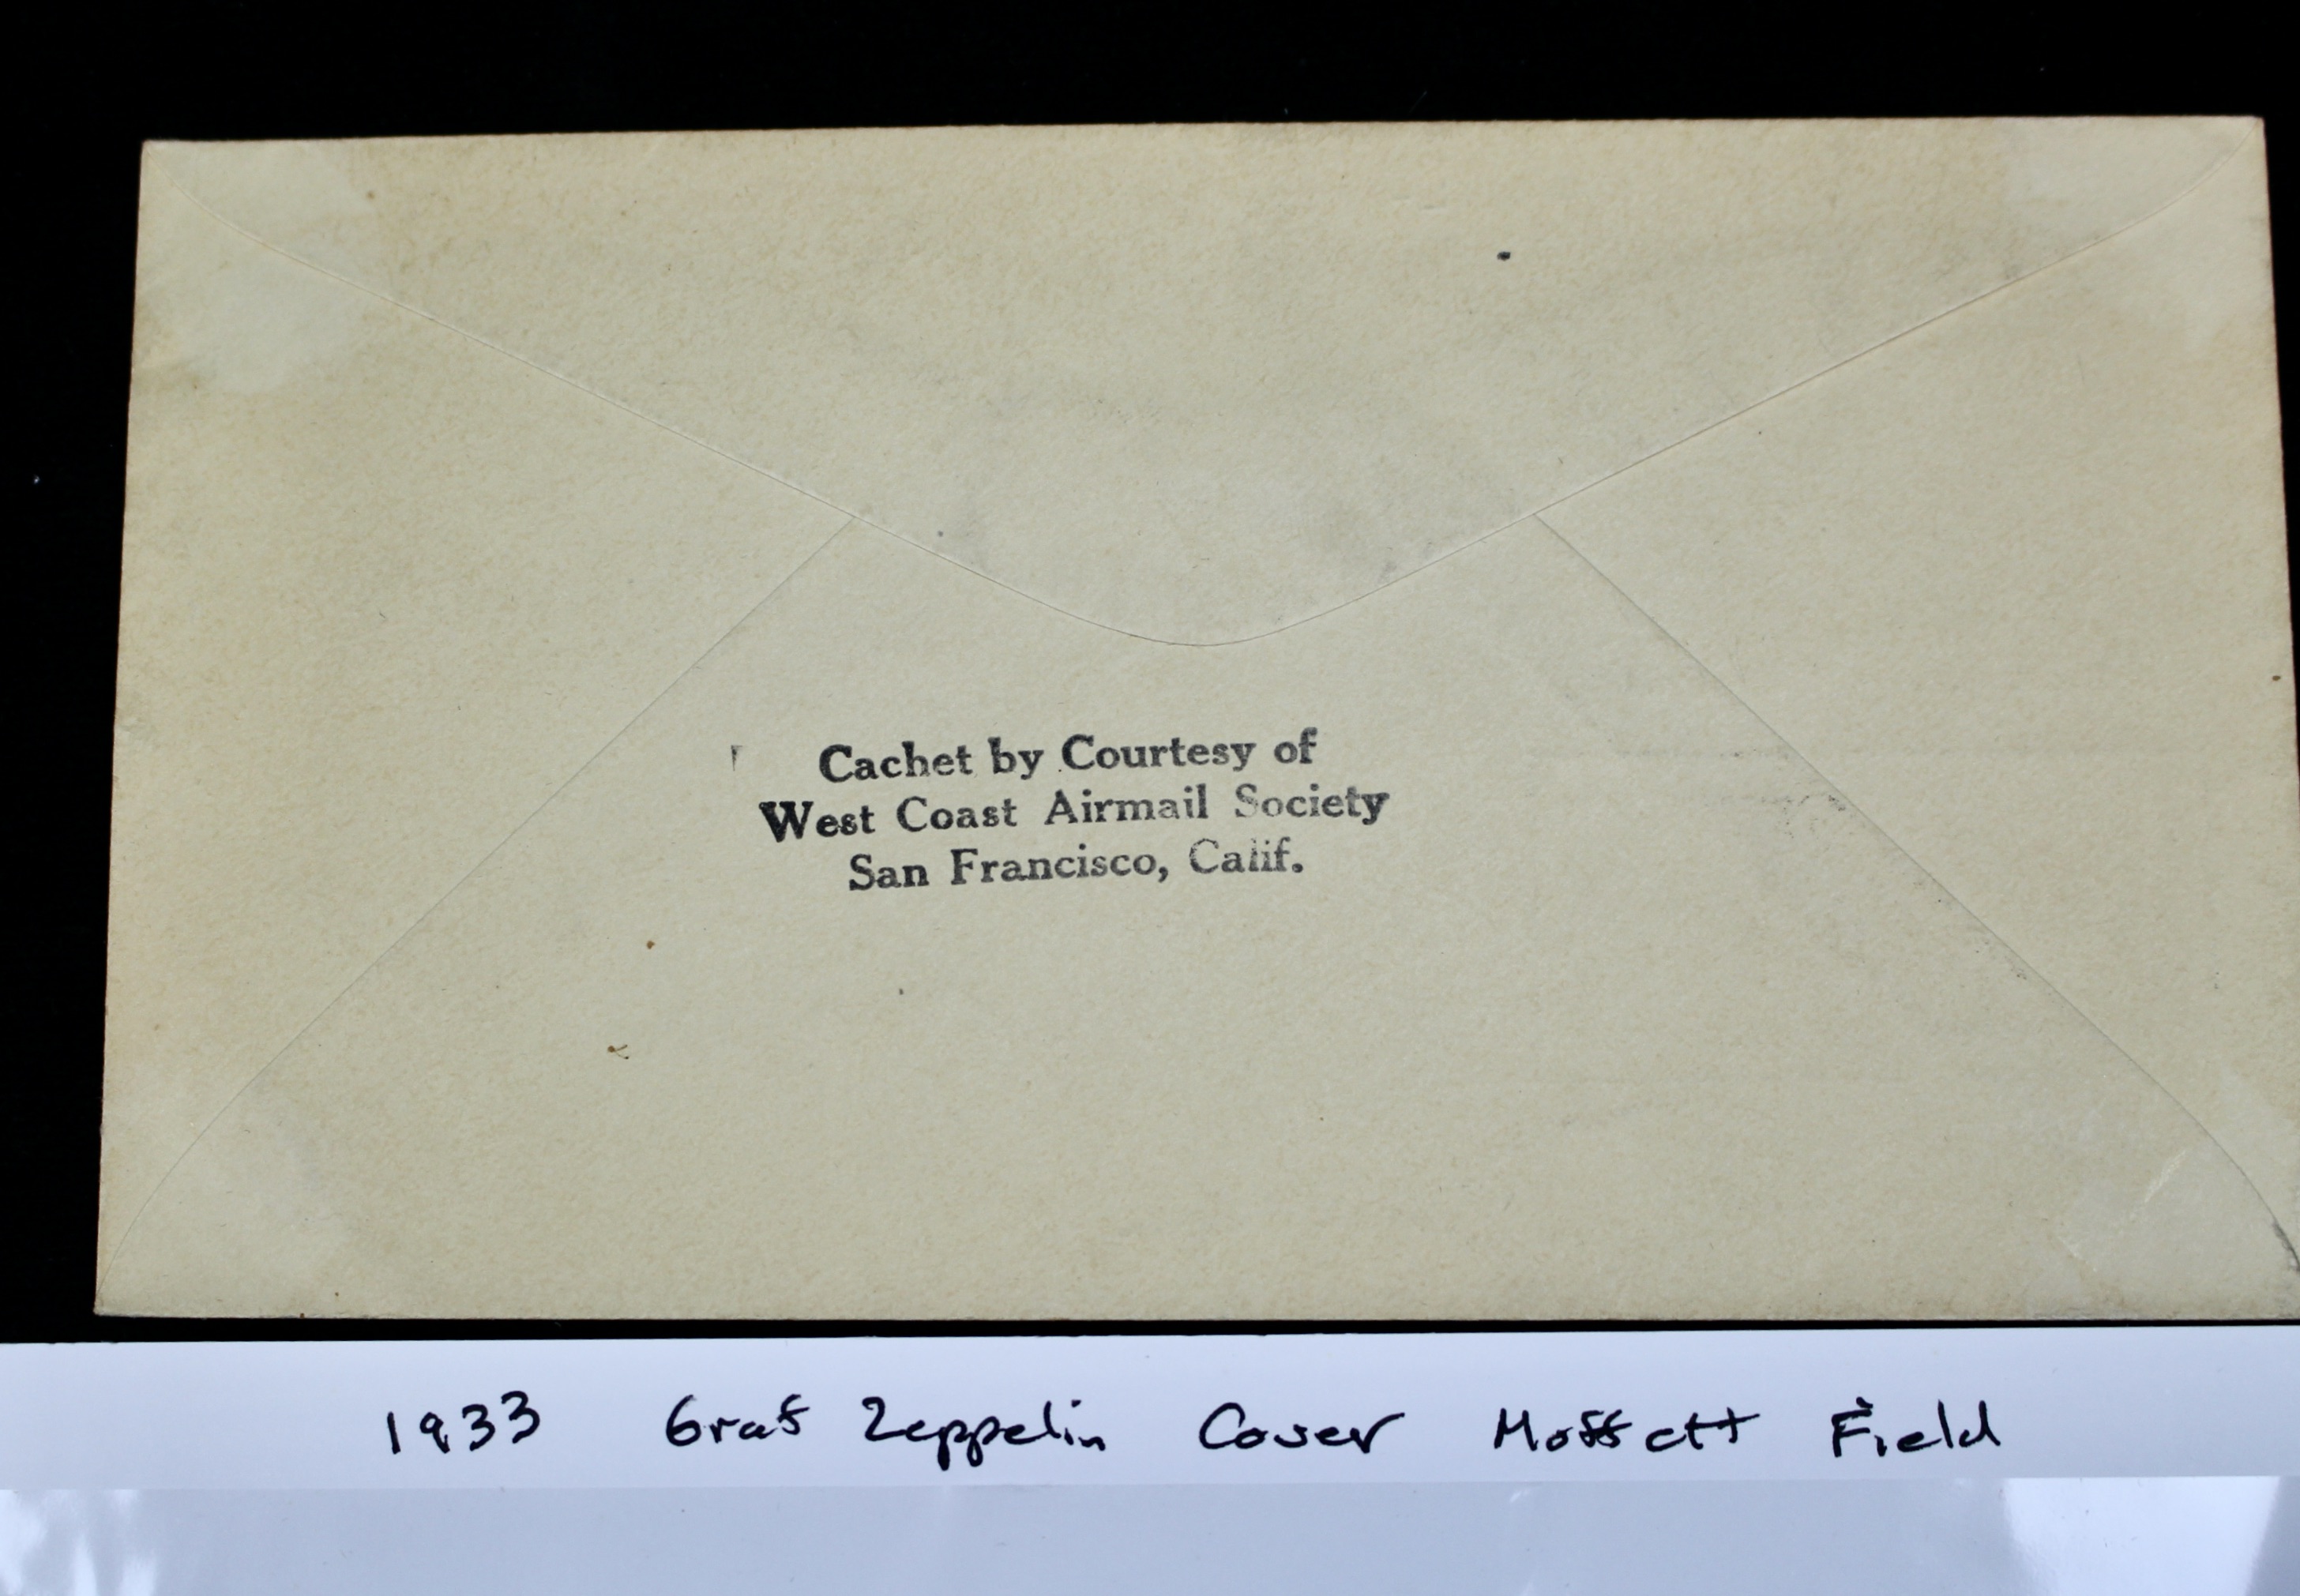 Cachet by Courtesy of
West Coast Airmail Society
San Francisco, Calif.
1933 Graf Zeppelin Cover Moffett Field